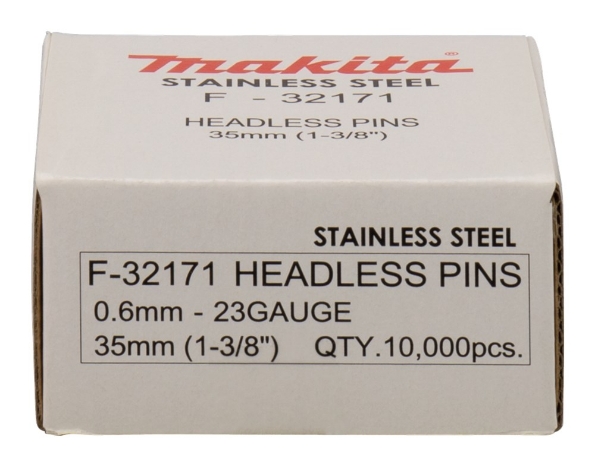 makita®
STAINLESS STEEL
F - 32171
HEADLESS PINS
35mm (1-3/8")
STAINLESS STEEL
F-32171 HEADLESS PINS
0.6mm - 23GAUGE
35mm (1-3/8") QTY.10,000pcs.